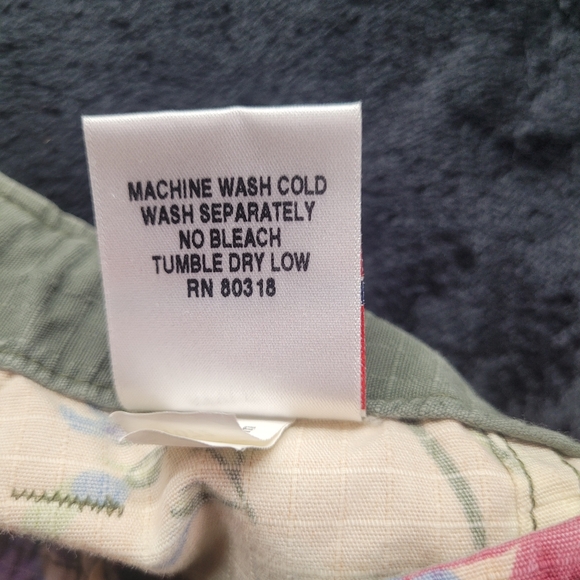 MACHINE WASH COLD
WASH SEPARATELY
NO BLEACH
TUMBLE DRY LOW
RN 80318